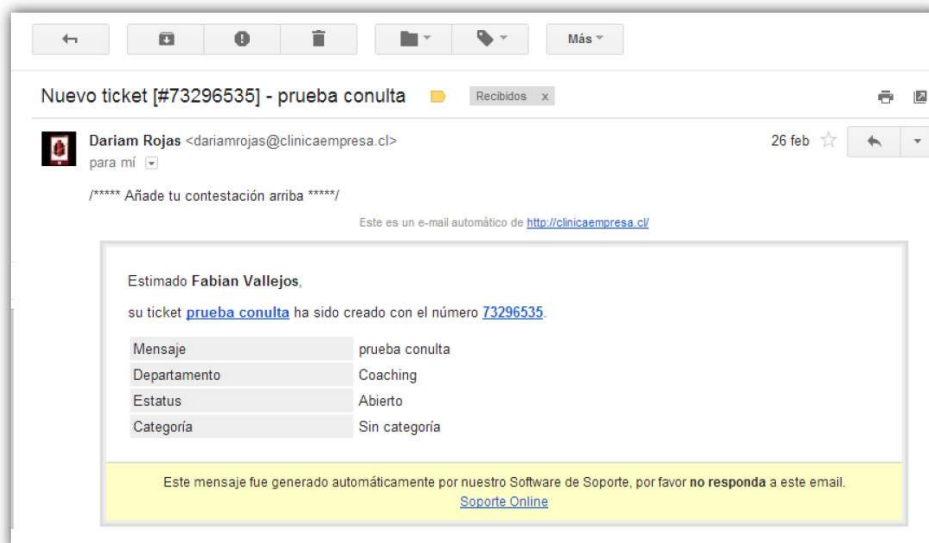 Más
Nuevo ticket [#73296535] - prueba conulta Recibidos x
Dariam Rojas <dariamrojas@clinicaempresa.cl> 26 feb
para mí
/***** Añade tu contestación arriba *****/
Este es un e-mail automático de http://clinicaempresa.cl/
Estimado Fabian Vallejos,
su ticket prueba conulta ha sido creado con el número 73296535.
Mensaje prueba conulta
Departamento Coaching
Estatus Abierto
Categoría Sin categoría
Este mensaje fue generado automáticamente por nuestro Software de Soporte, por favor no responda a este email.
Soporte Online